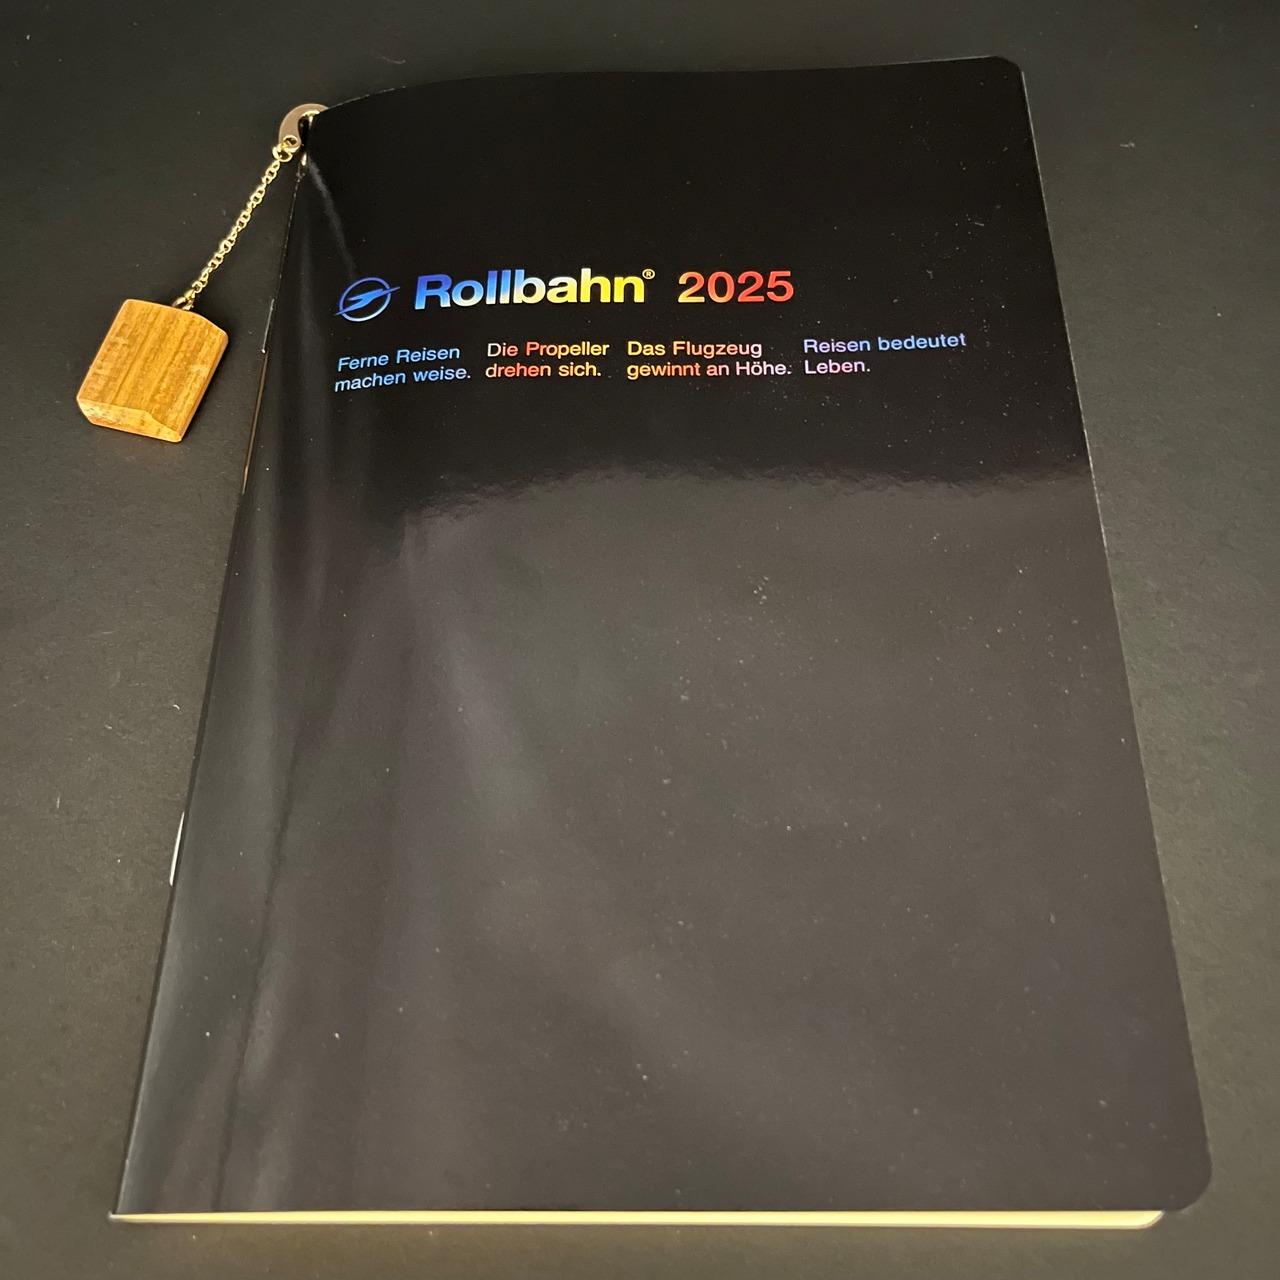 Rollbahn® 2025
Ferne Reisen
machen weise.
Die Propeller
drehen sich.
Das Flugzeug
gewinnt an Höhe.
Reisen bedeutet
Leben.